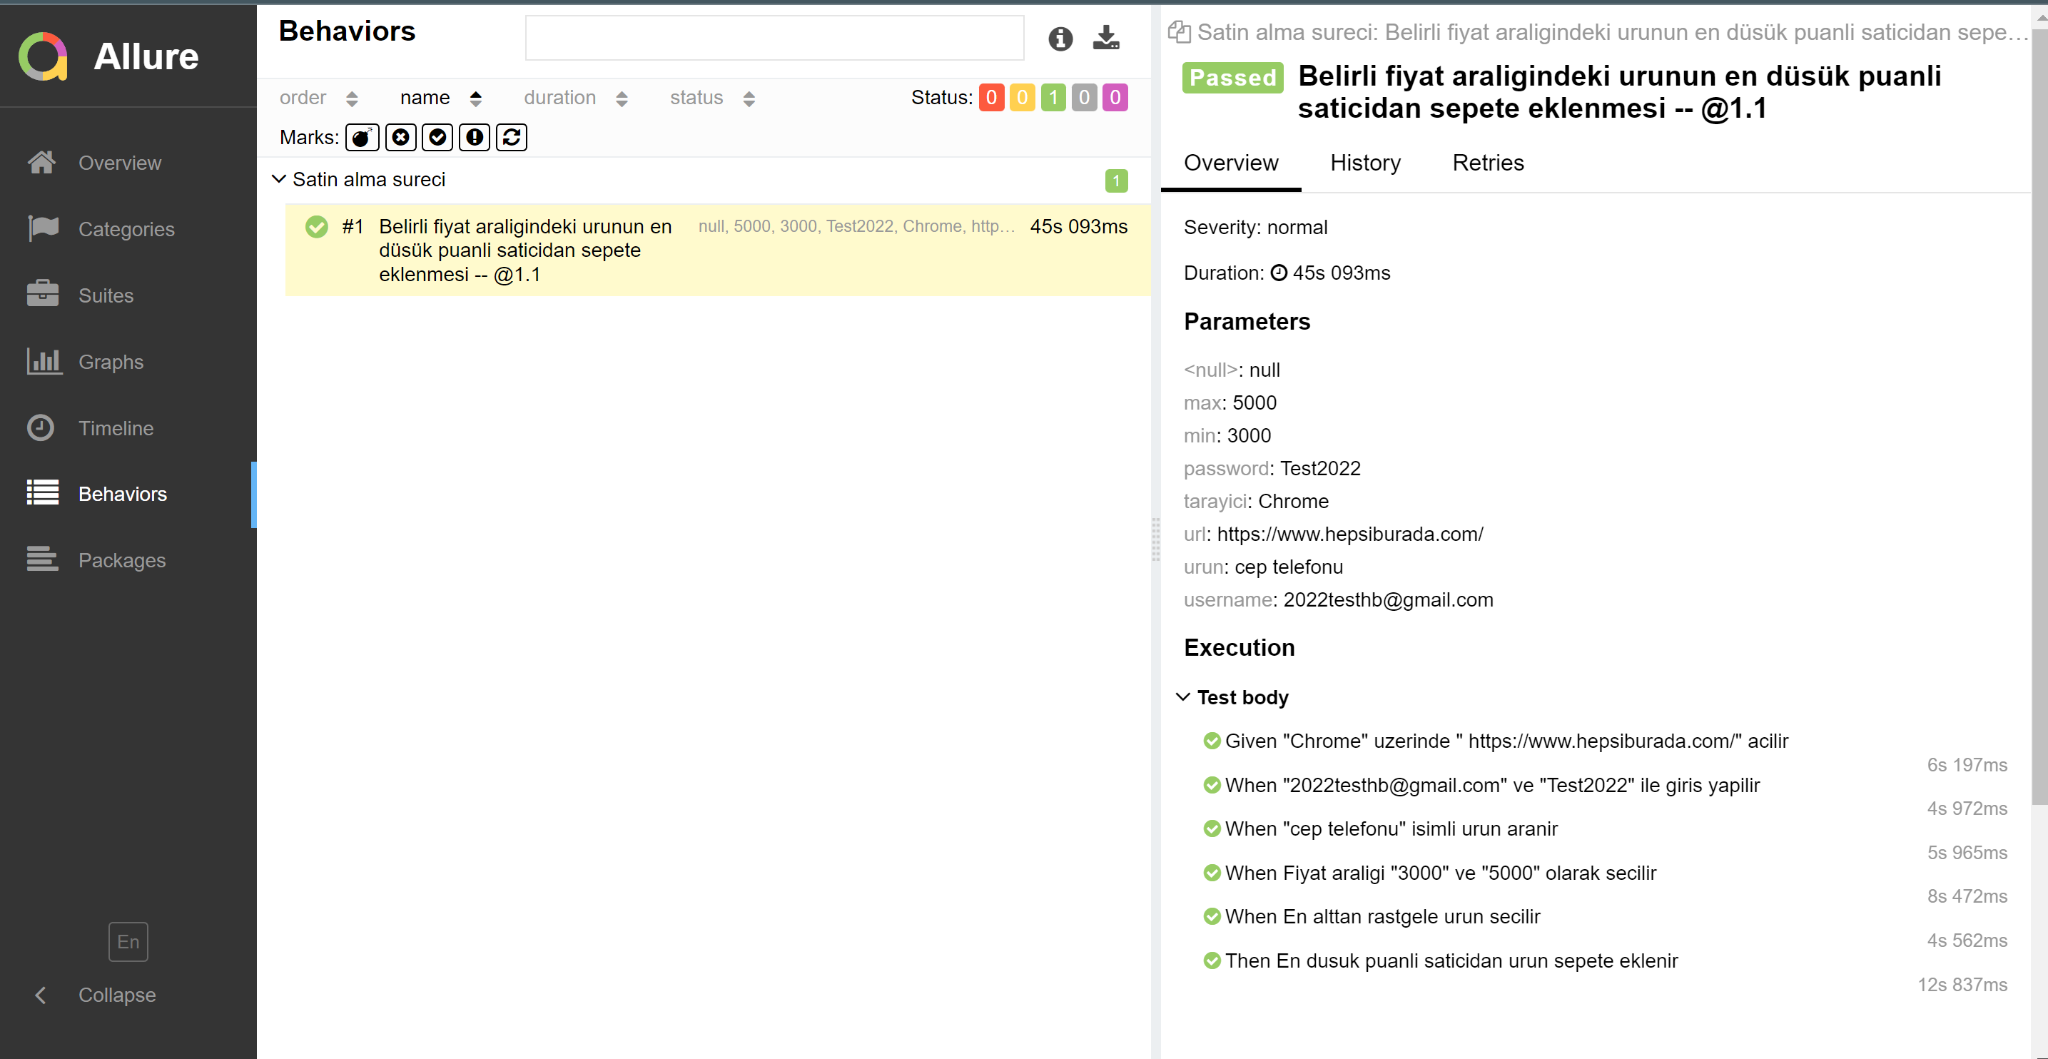 Allure
Overview
Categories
Suites
Graphs
Timeline
Behaviors
Packages
En
Collapse
Behaviors
order name duration status Status: 0 0 1 0 0
Marks:
Satin alma sureci 1
#1 Belirli fiyat araligindeki urunun en null, 5000, 3000, Test2022, Chrome, http... 45s 093ms
düsük puanli saticidan sepete
eklenmesi -- @1.1
Satin alma sureci: Belirli fiyat araligindeki urunun en düsük puanli saticidan sepe...
Passed Belirli fiyat araligindeki urunun en düsük puanli
saticidan sepete eklenmesi -- @1.1
Overview History Retries
Severity: normal
Duration: 45s 093ms
Parameters
<null>: null
max: 5000
min: 3000
password: Test2022
tarayici: Chrome
url: https://www.hepsiburada.com/
urun: cep telefonu
username: 2022testhb@gmail.com
Execution
Test body
Given "Chrome" uzerinde " https://www.hepsiburada.com/" acilir
6s 197ms
When "2022testhb@gmail.com" ve "Test2022" ile giris yapilir
4s 972ms
When "cep telefonu" isimli urun aranir
5s 965ms
When Fiyat araligi "3000" ve "5000" olarak secilir
8s 472ms
When En alttan rastgele urun secilir
4s 562ms
Then En dusuk puanli saticidan urun sepete eklenir
12s 837ms